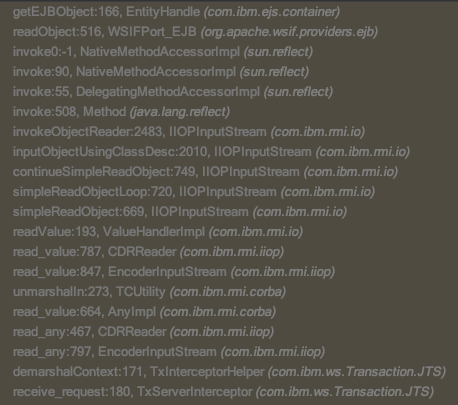 getEJBObject:166, EntityHandle (com.ibm.ejs.container)
readObject:516, WSIFPort_EJB (org.apache.wsif.providers.ejb)
invoke0:-1, NativeMethodAccessorImpl (sun.reflect)
invoke:90, NativeMethodAccessorImpl (sun.reflect)
invoke:55, DelegatingMethodAccessorImpl (sun.reflect)
invoke:508, Method (java.lang.reflect)
invokeObjectReader:2483, IIOPInputStream (com.ibm.rmi.io)
inputObjectUsingClassDesc:2010, IIOPInputStream (com.ibm.rmi.io)
continueSimpleReadObject:749, IIOPInputStream (com.ibm.rmi.io)
simpleReadObjectLoop:720, IIOPInputStream (com.ibm.rmi.io)
simpleReadObject:669, IIOPInputStream (com.ibm.rmi.io)
readValue:193, ValueHandlerImpl (com.ibm.rmi.io)
read_value:787, CDRReader (com.ibm.rmi.iiop)
read_value:847, EncoderInputStream (com.ibm.rmi.iiop)
unmarshalIn:273, TCUtility (com.ibm.rmi.corba)
read_value:664, AnyImpl (com.ibm.rmi.corba)
read_any:467, CDRReader (com.ibm.rmi.iiop)
read_any:797, EncoderInputStream (com.ibm.rmi.iiop)
demarshalContext:171, TxInterceptorHelper (com.ibm.ws.Transaction.JTS)
receive_request:180, TxServerInterceptor (com.ibm.ws.Transaction.JTS)